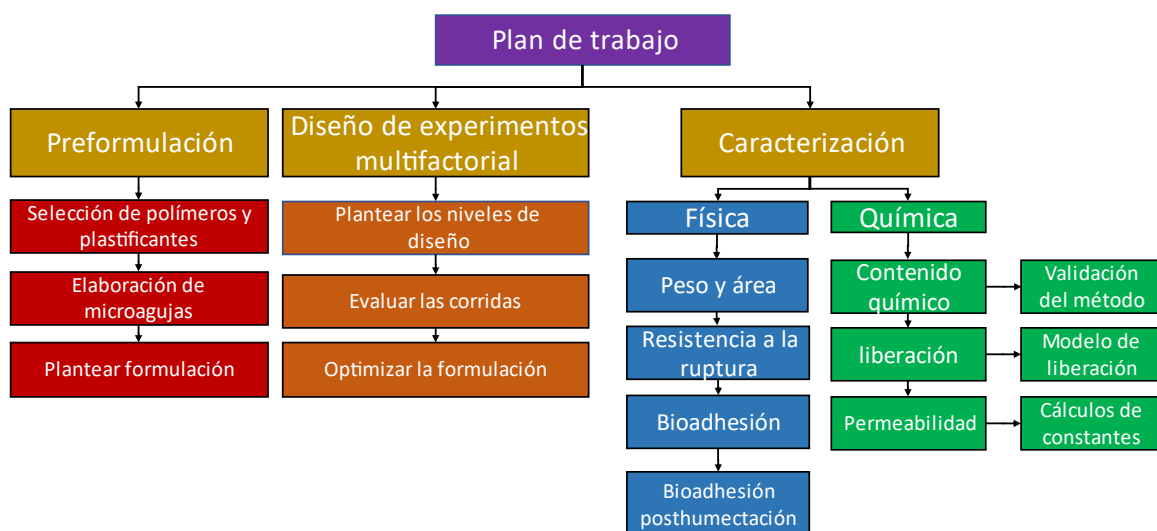 Plan de trabajo
Preformulación
Selección de polímeros y
plastificantes
Elaboración de
microagujas
Plantear formulación
Diseño de experimentos
multifactorial
Plantear los niveles de
diseño
Evaluar las corridas
Optimizar la formulación
Caracterización
Física
Peso y área
Resistencia a la
ruptura
Bioadhesión
Bioadhesión
posthumectación
Química
Contenido
químico
Validación
del método
liberación
Modelo de
liberación
Permeabilidad
Cálculos de
constantes